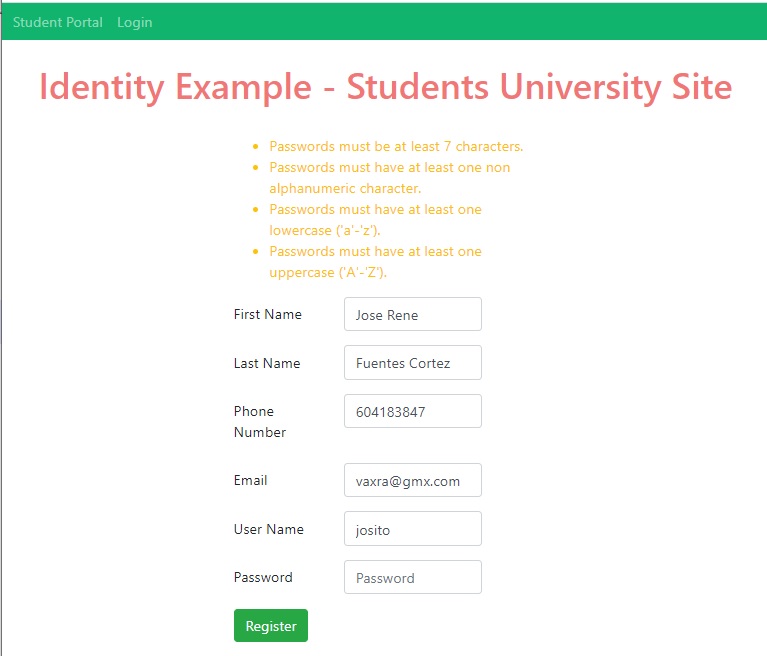 Student Portal Login
Identity Example - Students University Site
Passwords must be at least 7 characters.
Passwords must have at least one non
alphanumeric character.
Passwords must have at least one
lowercase ('a'-'z').
Passwords must have at least one
uppercase ('A'-'Z').
First Name Jose Rene
Last Name Fuentes Cortez
Phone 604183847
Number
Email vaxra@gmx.com
User Name josito
Password Password
Register